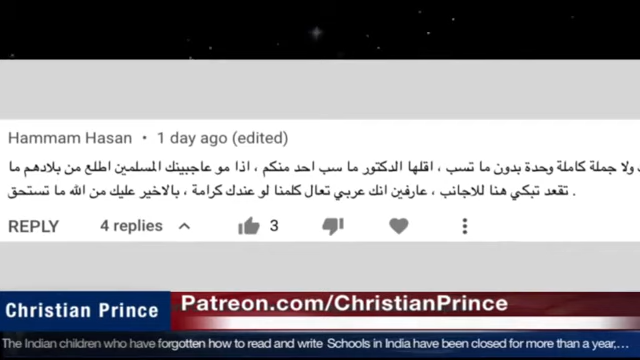 Hammam Hasan • 1 day ago (edited)
ولا جملة كاملة وحدة بدون ما تسب ، اقلها الدكتور ما سب احد منكم ، اذا مو عاجبينك المسلمين اطلع من بلادهم ما
تقعد تبكي هنا للاجانب ، عارفين انك عربي تعال كلمنا لو عندك كرامة ، بالاخير عليك من الله ما تستحق .
REPLY 4 replies 3
Christian Prince
Patreon.com/ChristianPrince
The Indian children who have forgotten how to read and write Schools in India have been closed for more than a year,...